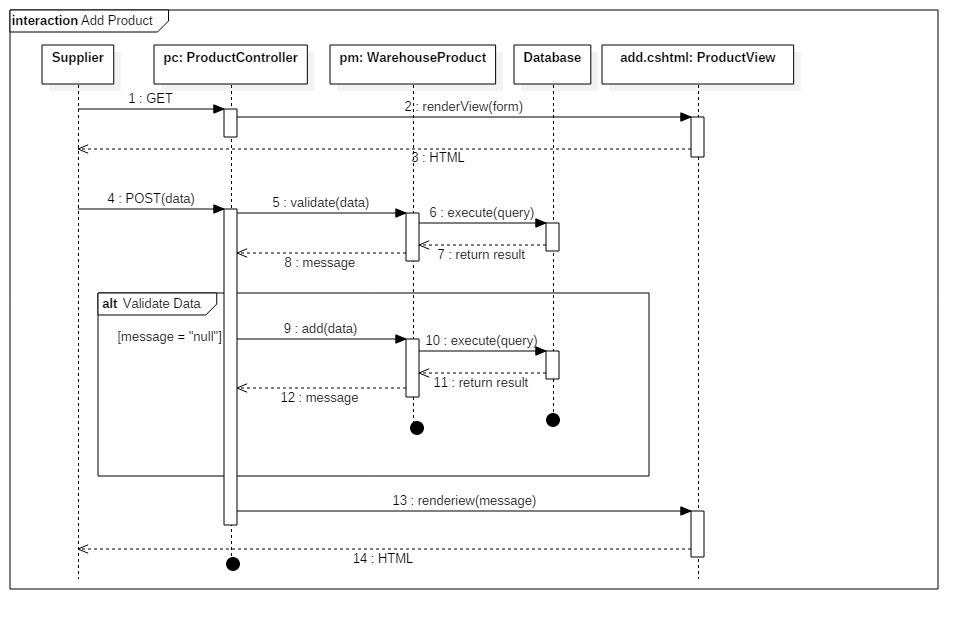 interaction Add Product
Supplier
pc: ProductController
pm: WarehouseProduct
Database
add.cshtml: ProductView
1 : GET
2 : renderView(form)
3 : HTML
4 : POST(data)
5 : validate(data)
6 : execute(query)
7 : return result
8 : message
alt Validate Data
[message = "null"]
9 : add(data)
10 : execute(query)
11 : return result
12 : message
13 : renderiew(message)
14 : HTML